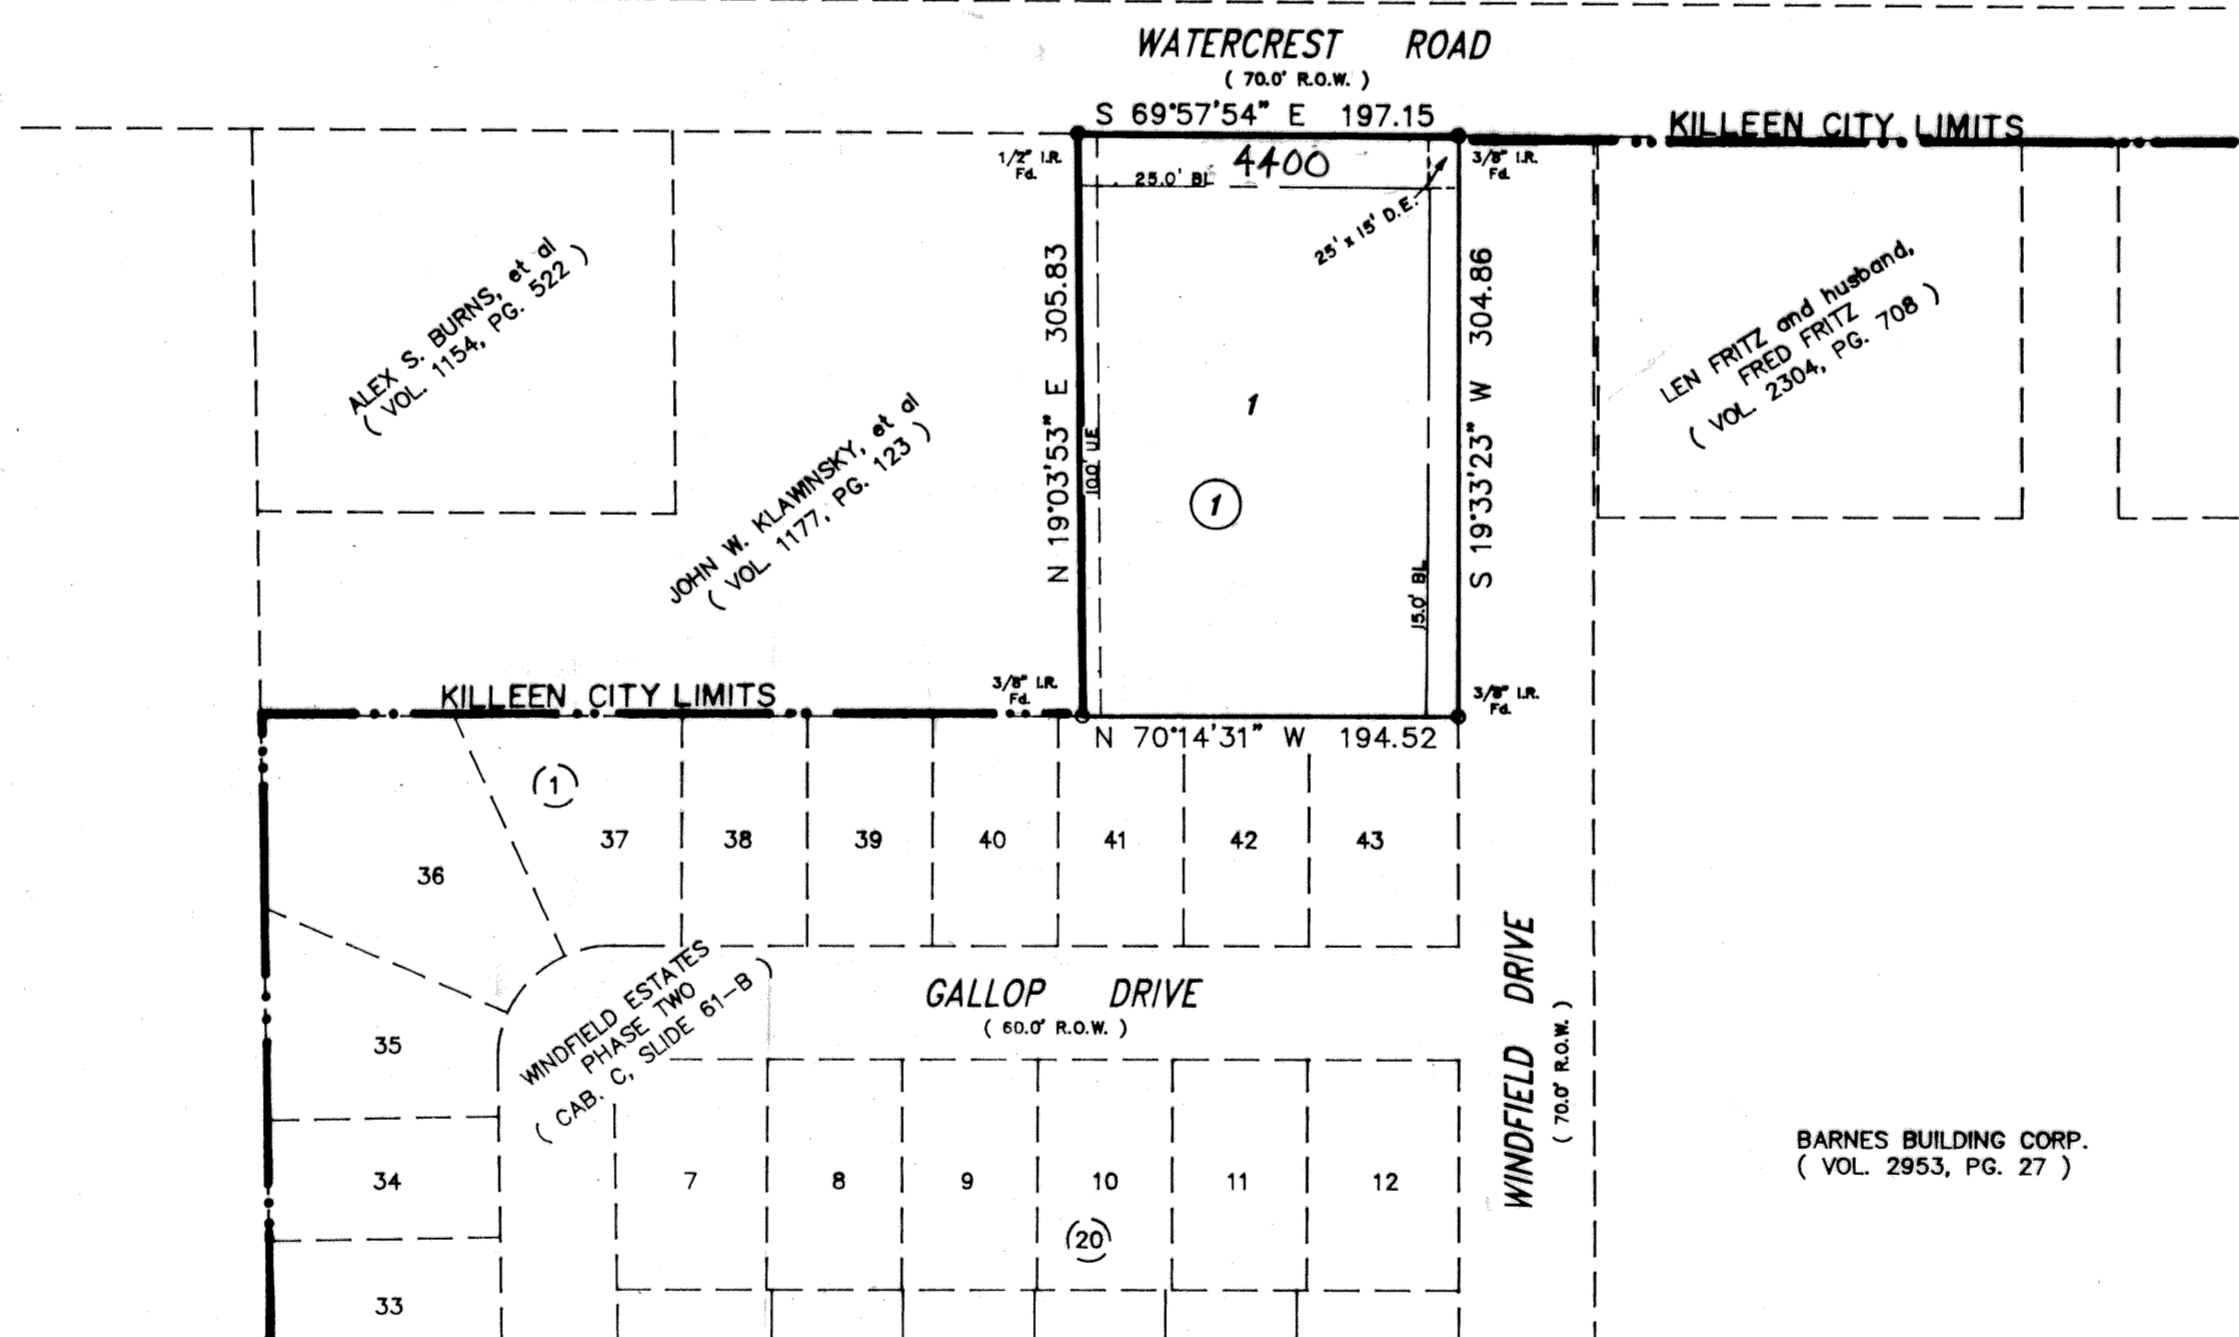 WATERCREST ROAD
( 70.0' R.O.W. )
S 69°57'54" E 197.15
KILLEEN CITY LIMITS
1/2" I.R.
Fd.
4400
3/8" I.R.
Fd.
25.0' BL
25' x 15' D.E.
ALEX S. BURNS, et al
( VOL. 1154, PG. 522 )
JOHN W. KLAWINSKY, et al
( VOL. 1177, PG. 123 )
N 19°03'53" E 305.83
10.0' UE
1
1
15.0' BL
S 19°33'23" W 304.86
LEN FRITZ and husband,
FRED FRITZ
( VOL. 2304, PG. 708 )
KILLEEN CITY LIMITS
3/8" I.R.
Fd.
3/8" I.R.
Fd.
N 70°14'31" W 194.52
1
36
37
38
39
40
41
42
43
WINDFIELD ESTATES
PHASE TWO
( CAB. C, SLIDE 61-B )
GALLOP DRIVE
( 60.0' R.O.W. )
WINDFIELD DRIVE
( 70.0' R.O.W. )
35
34
33
7
8
9
10
11
12
20
BARNES BUILDING CORP.
( VOL. 2953, PG. 27 )